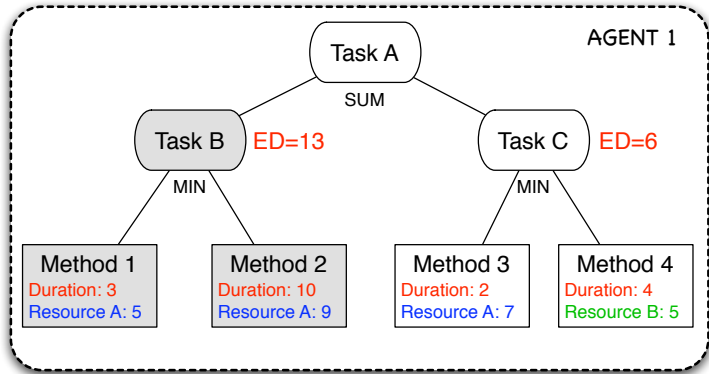 AGENT 1
Task A
SUM
Task B
ED=13
Task C
ED=6
MIN
MIN
Method 1
Duration: 3
Resource A: 5
Method 2
Duration: 10
Resource A: 9
Method 3
Duration: 2
Resource A: 7
Method 4
Duration: 4
Resource B: 5